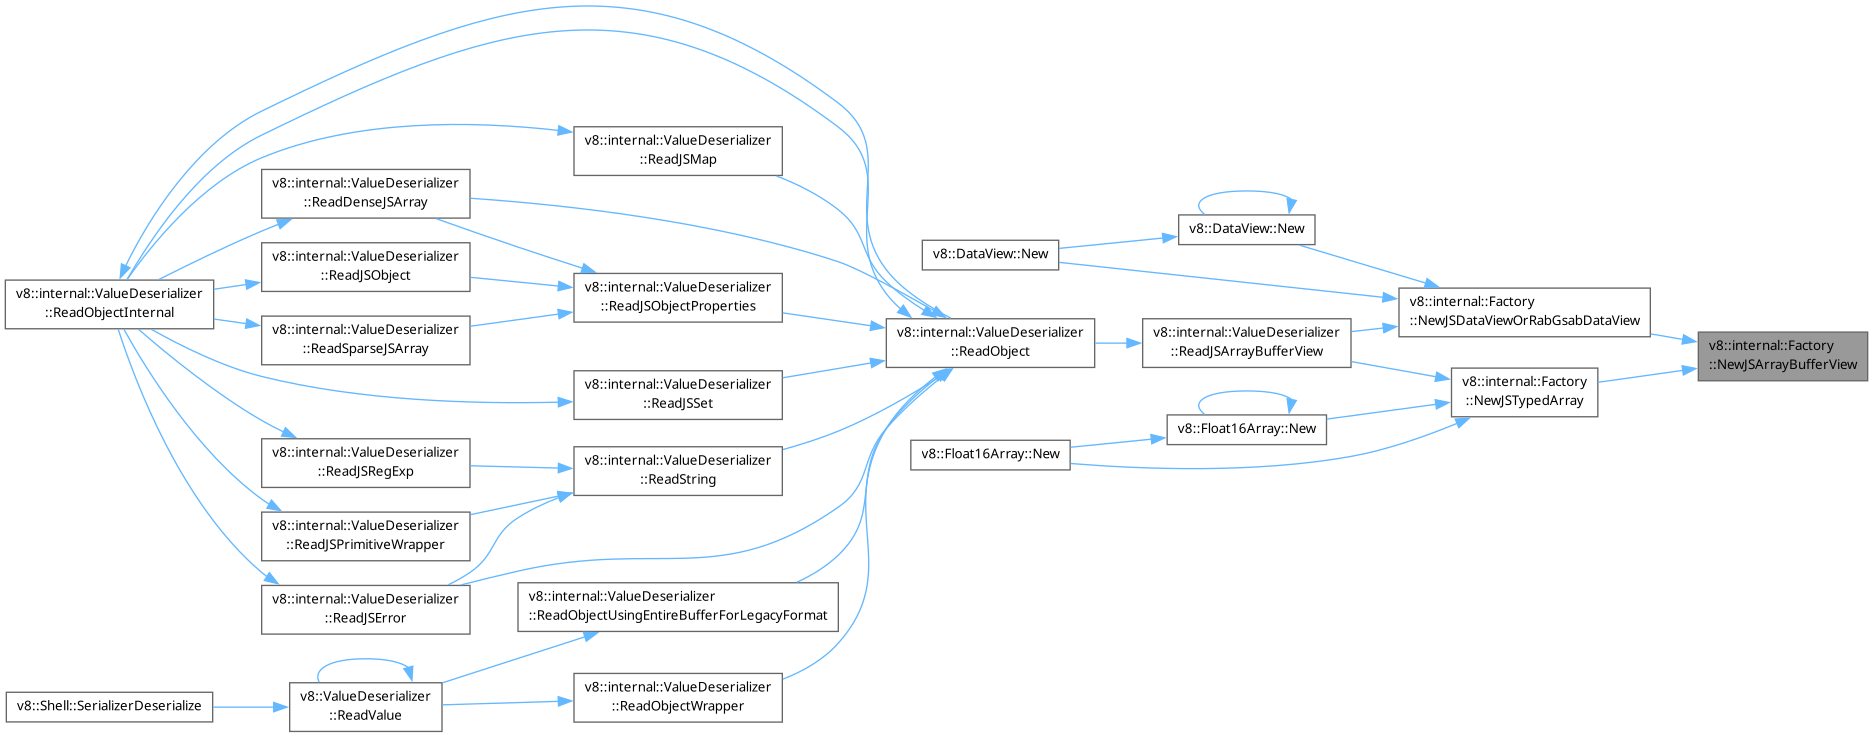 v8::internal::ValueDeserializer
::ReadObjectInternal
v8::internal::ValueDeserializer
::ReadDenseJSArray
v8::internal::ValueDeserializer
::ReadJSObject
v8::internal::ValueDeserializer
::ReadSparseJSArray
v8::internal::ValueDeserializer
::ReadJSRegExp
v8::internal::ValueDeserializer
::ReadJSPrimitiveWrapper
v8::internal::ValueDeserializer
::ReadJSError
v8::Shell::SerializerDeserialize
v8::ValueDeserializer
::ReadValue
v8::internal::ValueDeserializer
::ReadJSMap
v8::internal::ValueDeserializer
::ReadJSObjectProperties
v8::internal::ValueDeserializer
::ReadJSSet
v8::internal::ValueDeserializer
::ReadString
v8::internal::ValueDeserializer
::ReadObjectUsingEntireBufferForLegacyFormat
v8::internal::ValueDeserializer
::ReadObjectWrapper
v8::internal::ValueDeserializer
::ReadObject
v8::DataView::New
v8::Float16Array::New
v8::DataView::New
v8::internal::ValueDeserializer
::ReadJSArrayBufferView
v8::Float16Array::New
v8::internal::Factory
::NewJSDataViewOrRabGsabDataView
v8::internal::Factory
::NewJSTypedArray
v8::internal::Factory
::NewJSArrayBufferView